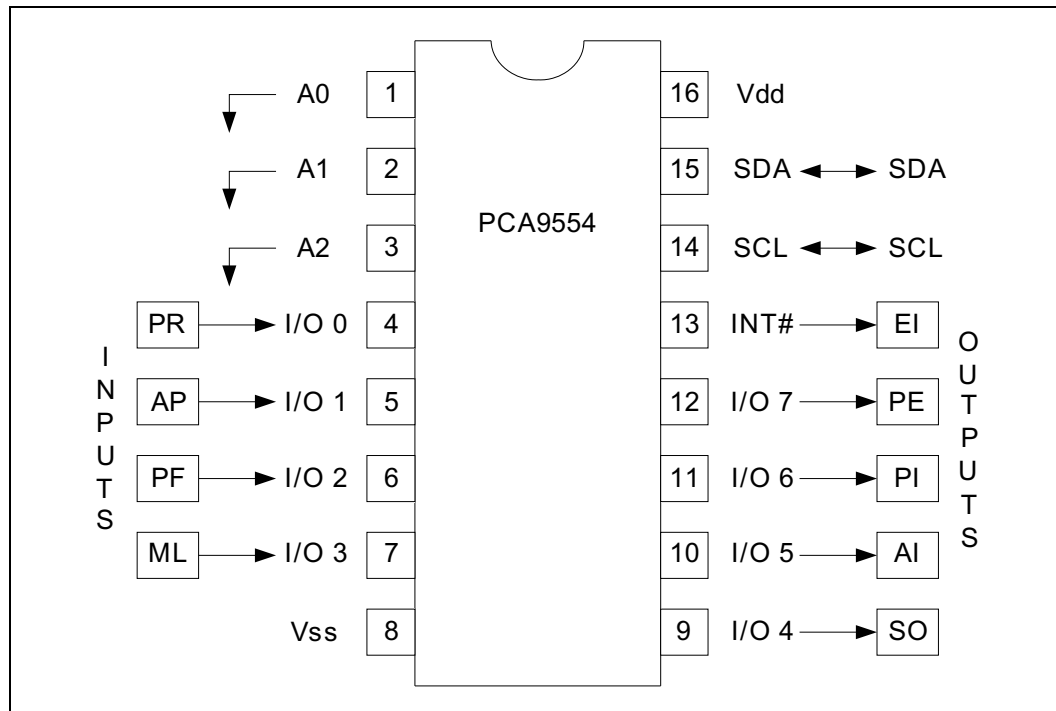 A0 1 16 Vdd
A1 2 15 SDA SDA
PCA9554
A2 3 14 SCL SCL
PR I/O 0 4 13 INT# EI
AP I/O 1 5 12 I/O 7 PE
PF I/O 2 6 11 I/O 6 PI
ML I/O 3 7 10 I/O 5 AI
Vss 8 9 I/O 4 SO
INPUTS
OUTPUTS